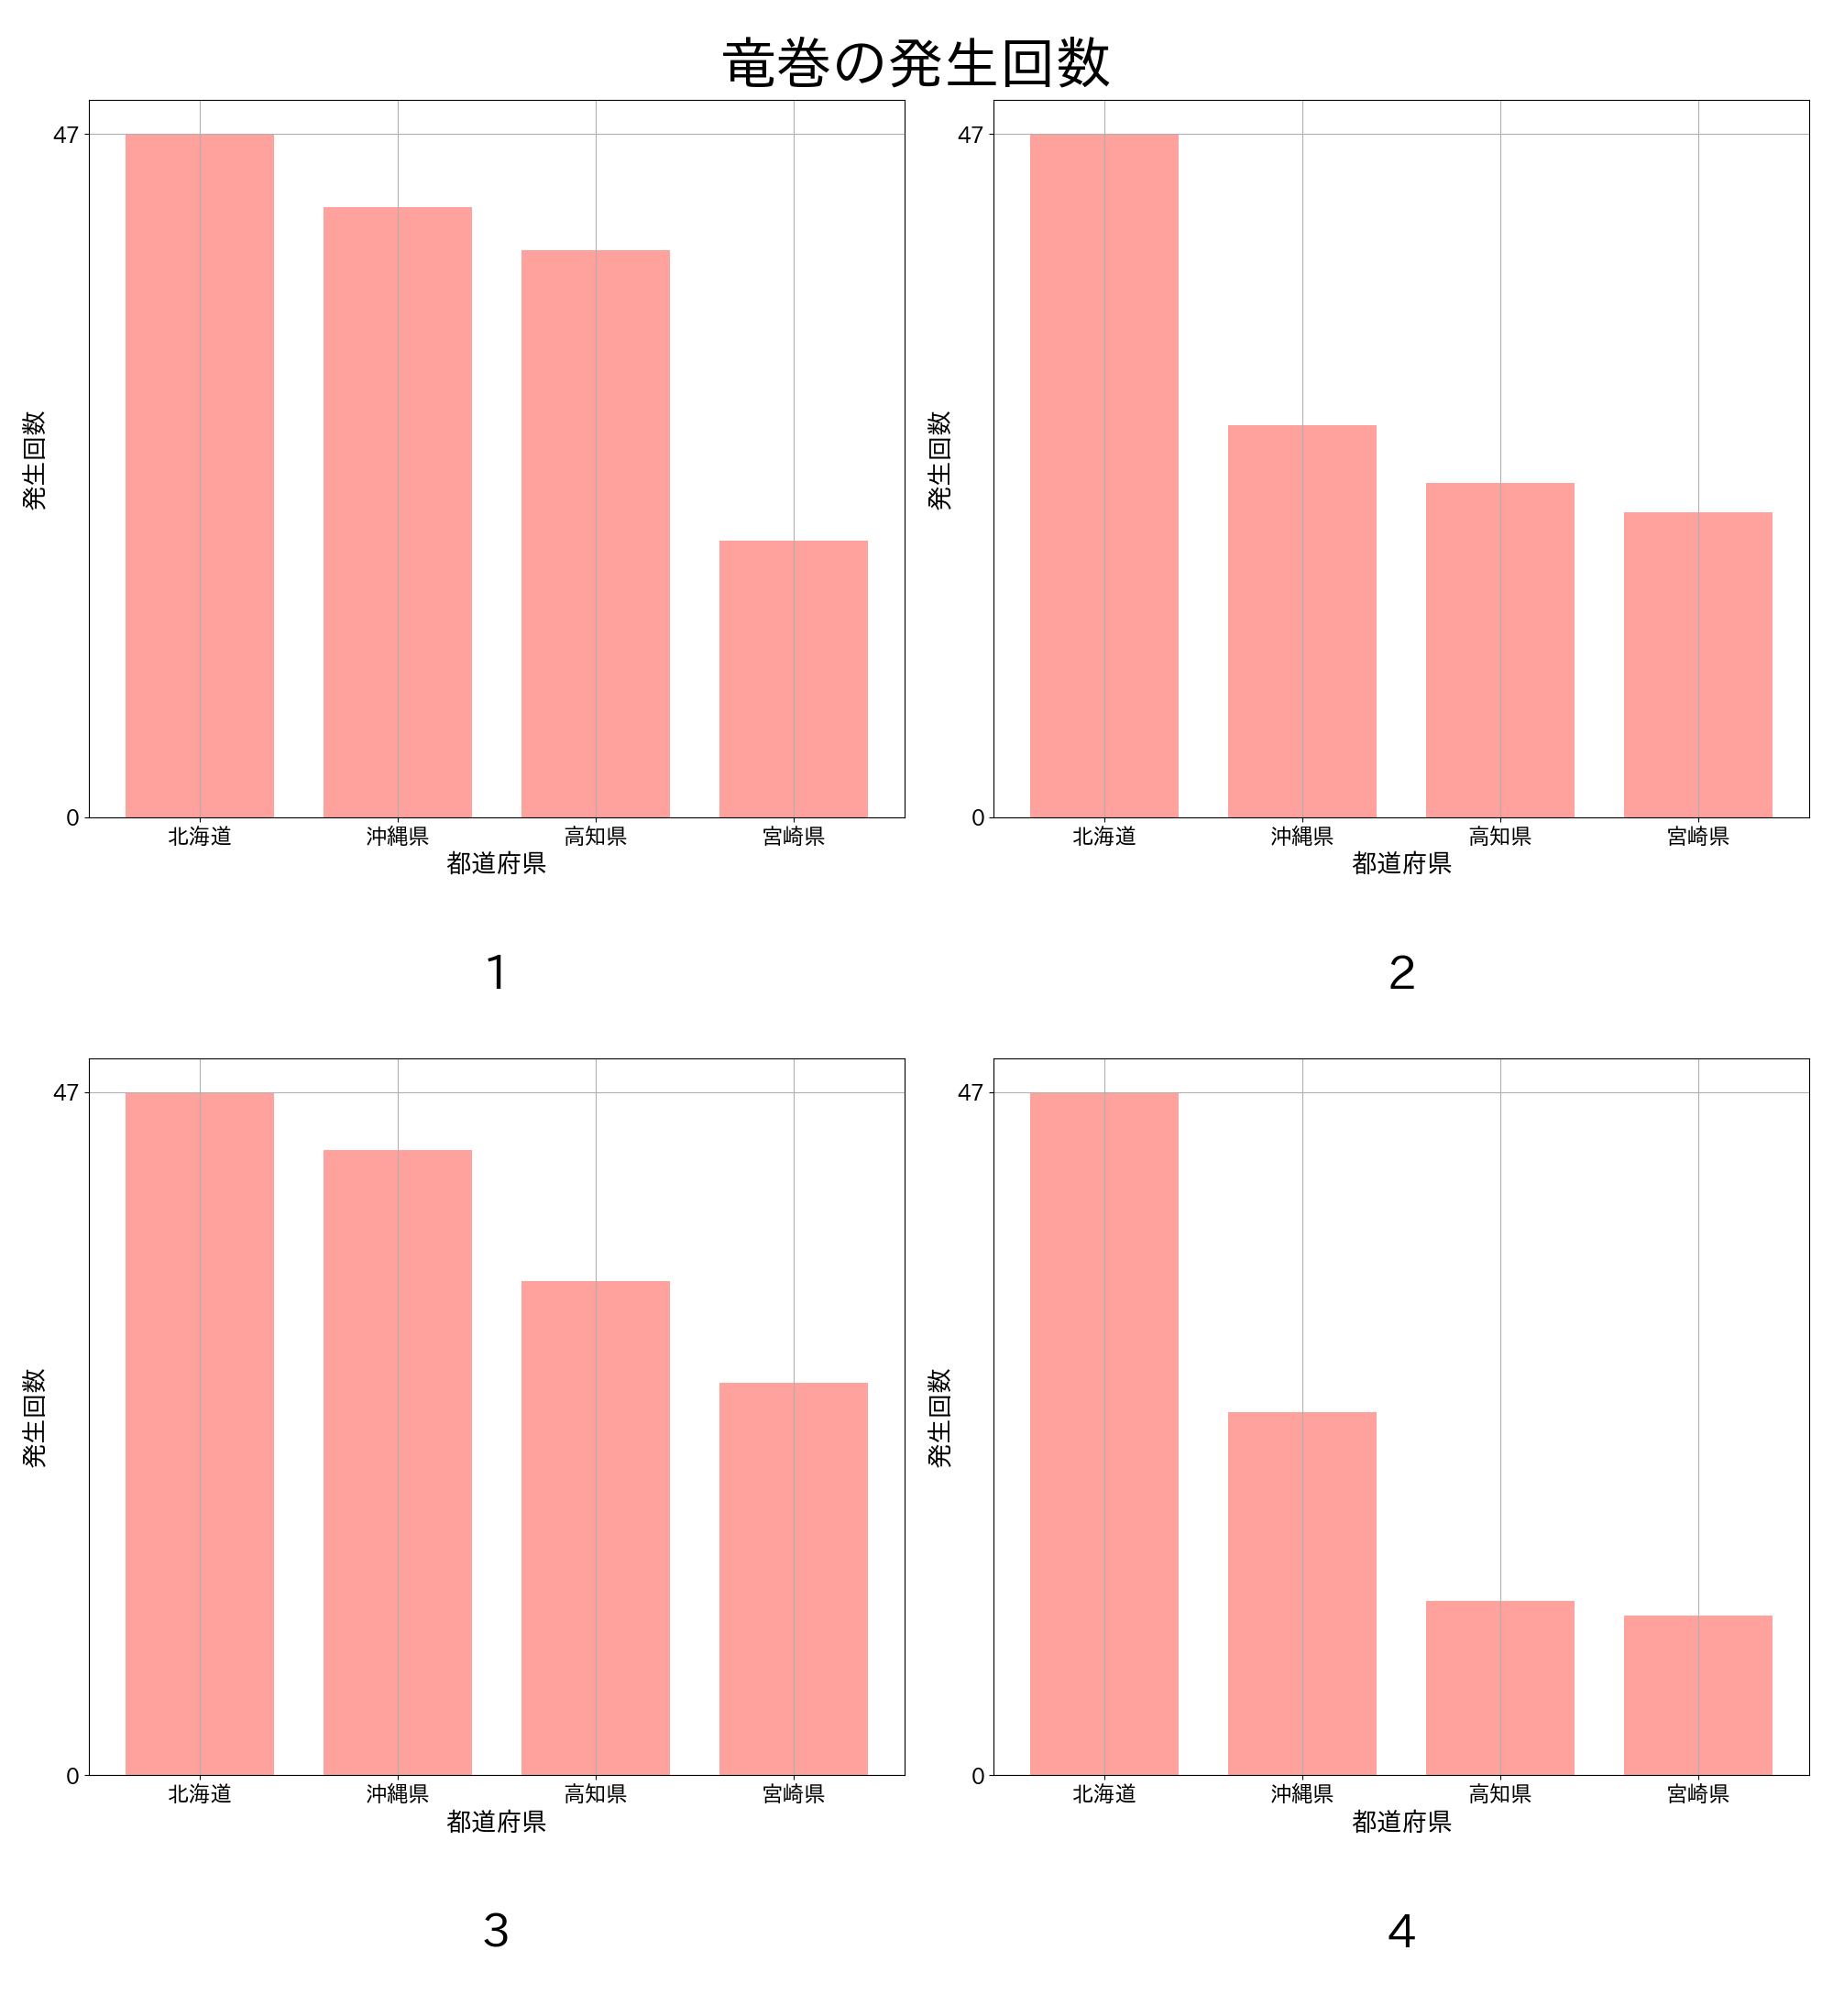 竜巻の発生回数
47
0
発生回数
北海道 沖縄県 高知県 宮崎県
都道府県
1
47
0
発生回数
北海道 沖縄県 高知県 宮崎県
都道府県
2
47
0
発生回数
北海道 沖縄県 高知県 宮崎県
都道府県
3
47
0
発生回数
北海道 沖縄県 高知県 宮崎県
都道府県
4